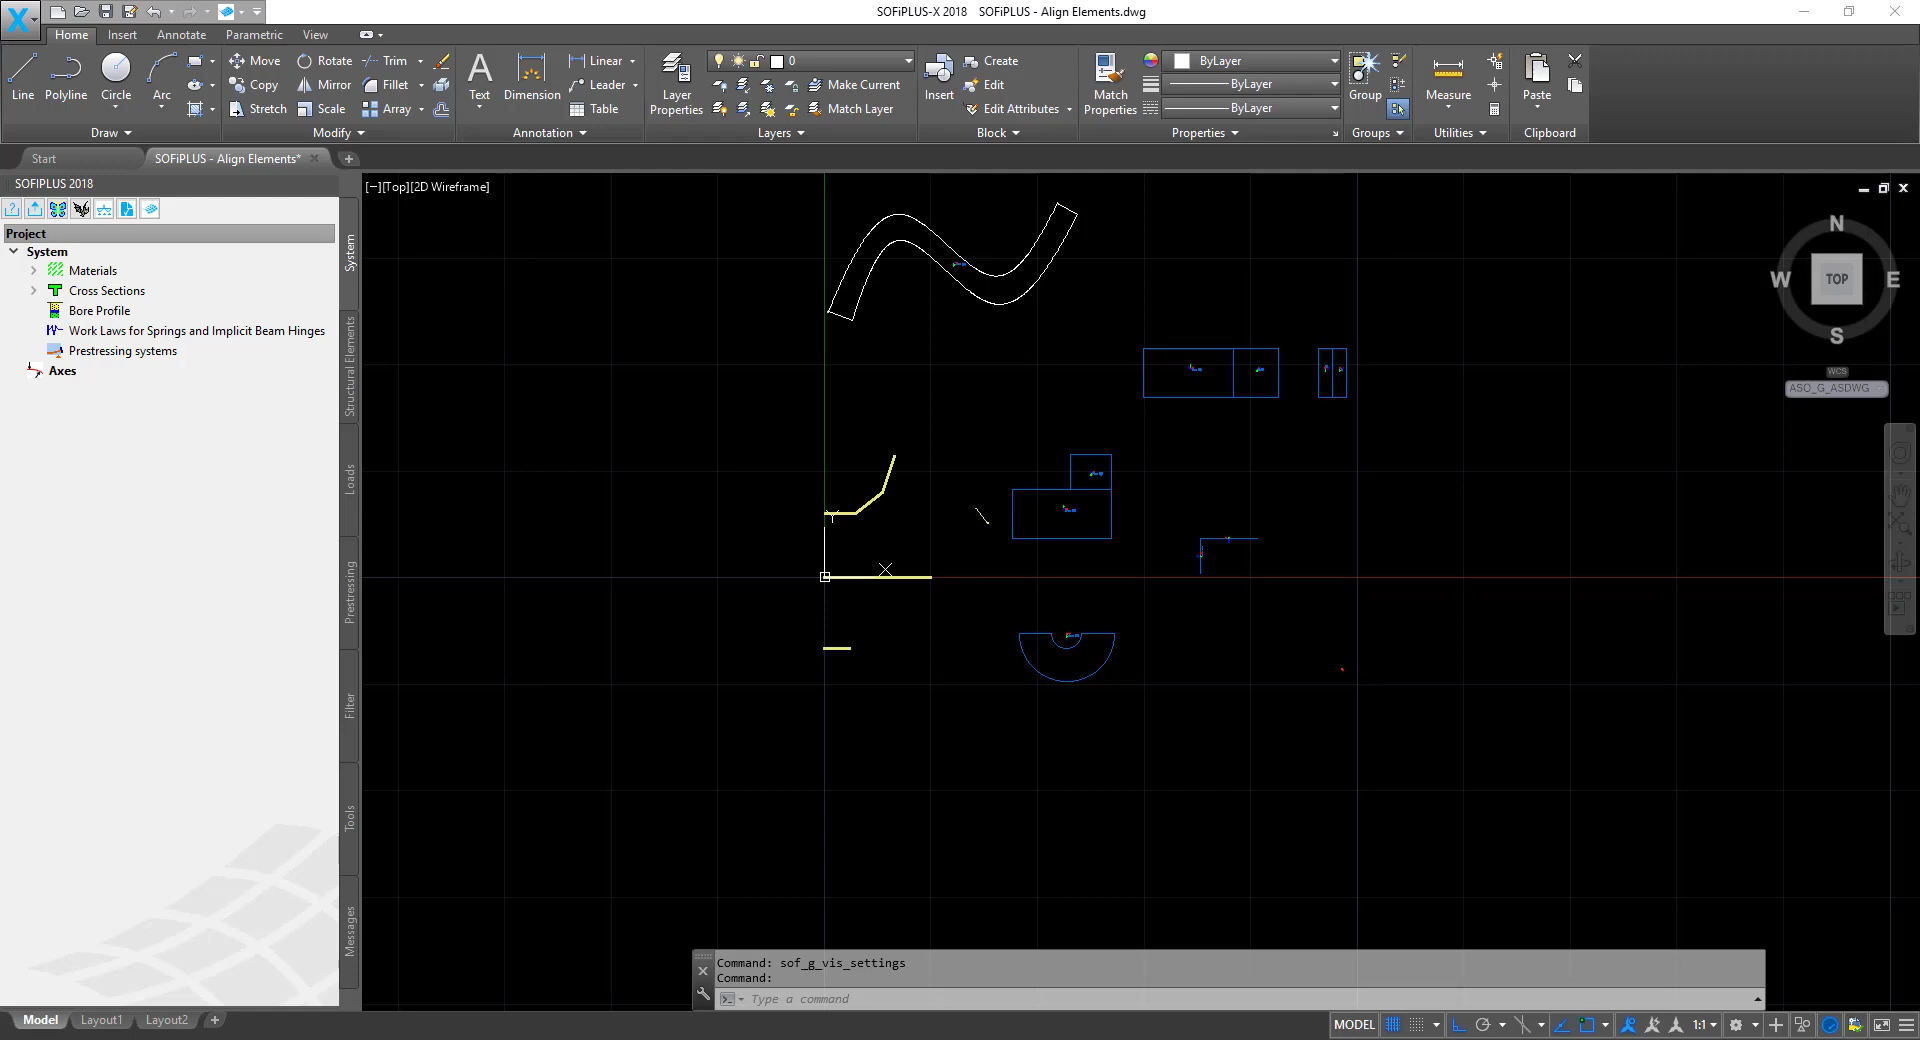 SOFiPLUS-X 2018 SOFiPLUS - Align Elements.dwg
Home Insert Annotate Parametric View
Line Polyline Circle Arc
Move Rotate Trim
Copy Mirror Fillet
Stretch Scale Array
Text Dimension
Linear
Leader
Table
Layer Properties
0
Make Current
Match Layer
Insert
Create
Edit
Edit Attributes
Match Properties
ByLayer
ByLayer
ByLayer
Group
Measure
Paste
Draw Modify Annotation Layers Block Properties Groups Utilities Clipboard
Start SOFiPLUS - Align Elements*
SOFiPLUS 2018
Project
System
Materials
Cross Sections
Bore Profile
Work Laws for Springs and Implicit Beam Hinges
Prestressing systems
Axes
System
Structural Elements
Loads
Prestressing
Filter
Tools
Messages
[−][Top][2D Wireframe]
N
W TOP E
S
WCS
ASO_G_ASDWG
Y
X
Command: sof_g_vis_settings
Command:
Type a command
Model Layout1 Layout2
MODEL 1:1